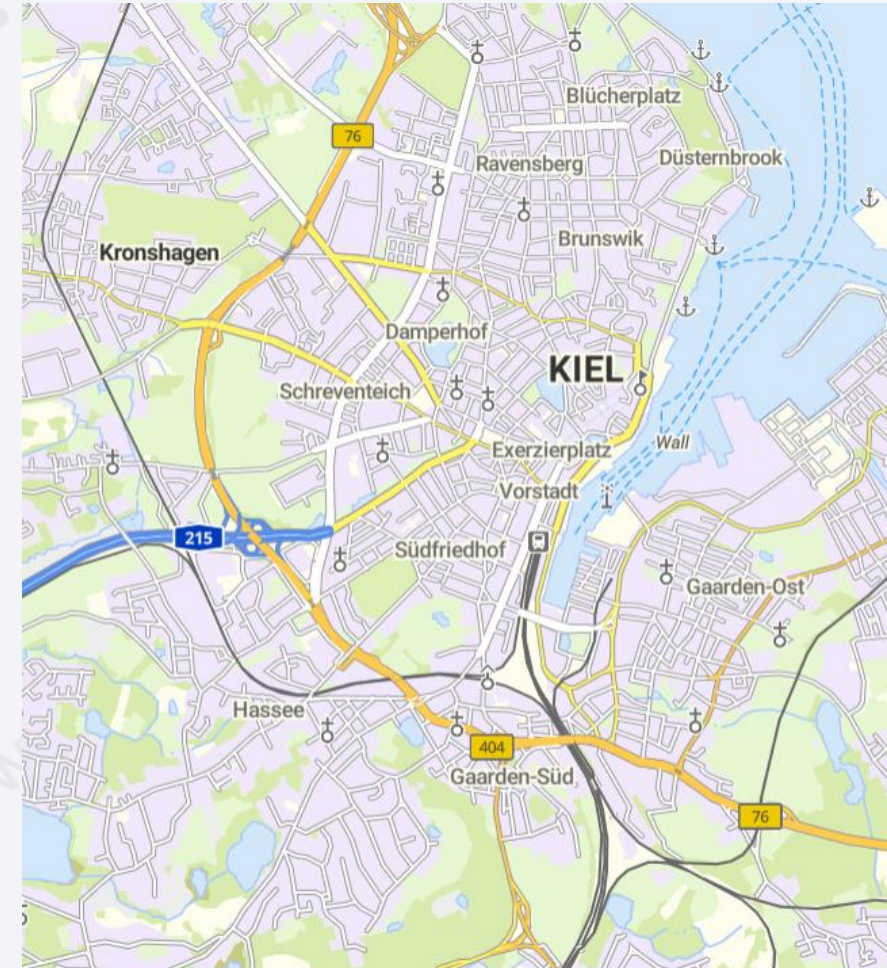 Blücherplatz
76
Ravensberg
Düsternbrook
Brunswik
Kronshagen
Damperhof
KIEL
Schreventeich
Exerzierplatz
Wall
Vorstadt
215
Südfriedhof
Gaarden-Ost
Hassee
404
Gaarden-Süd
76